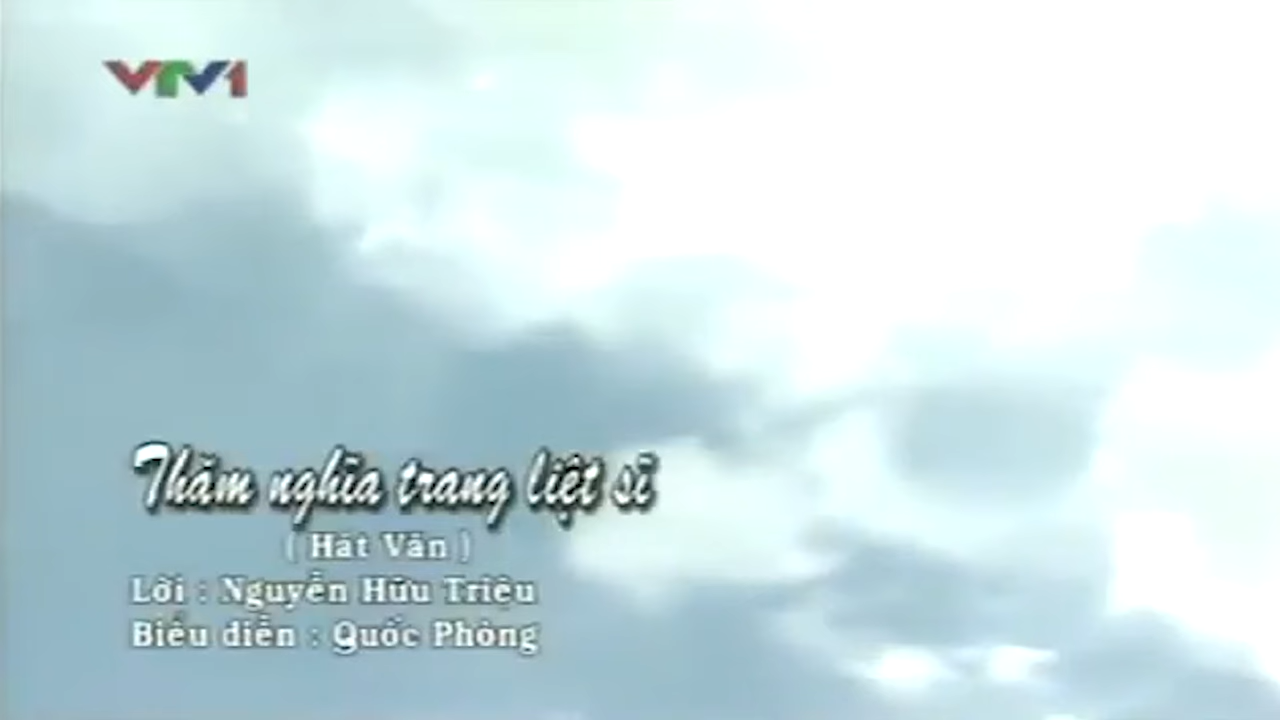 VTV1
Thăm nghĩa trang liệt sĩ
( Hát Văn )
Lời : Nguyễn Hữu Triệu
Biểu diễn : Quốc Phòng